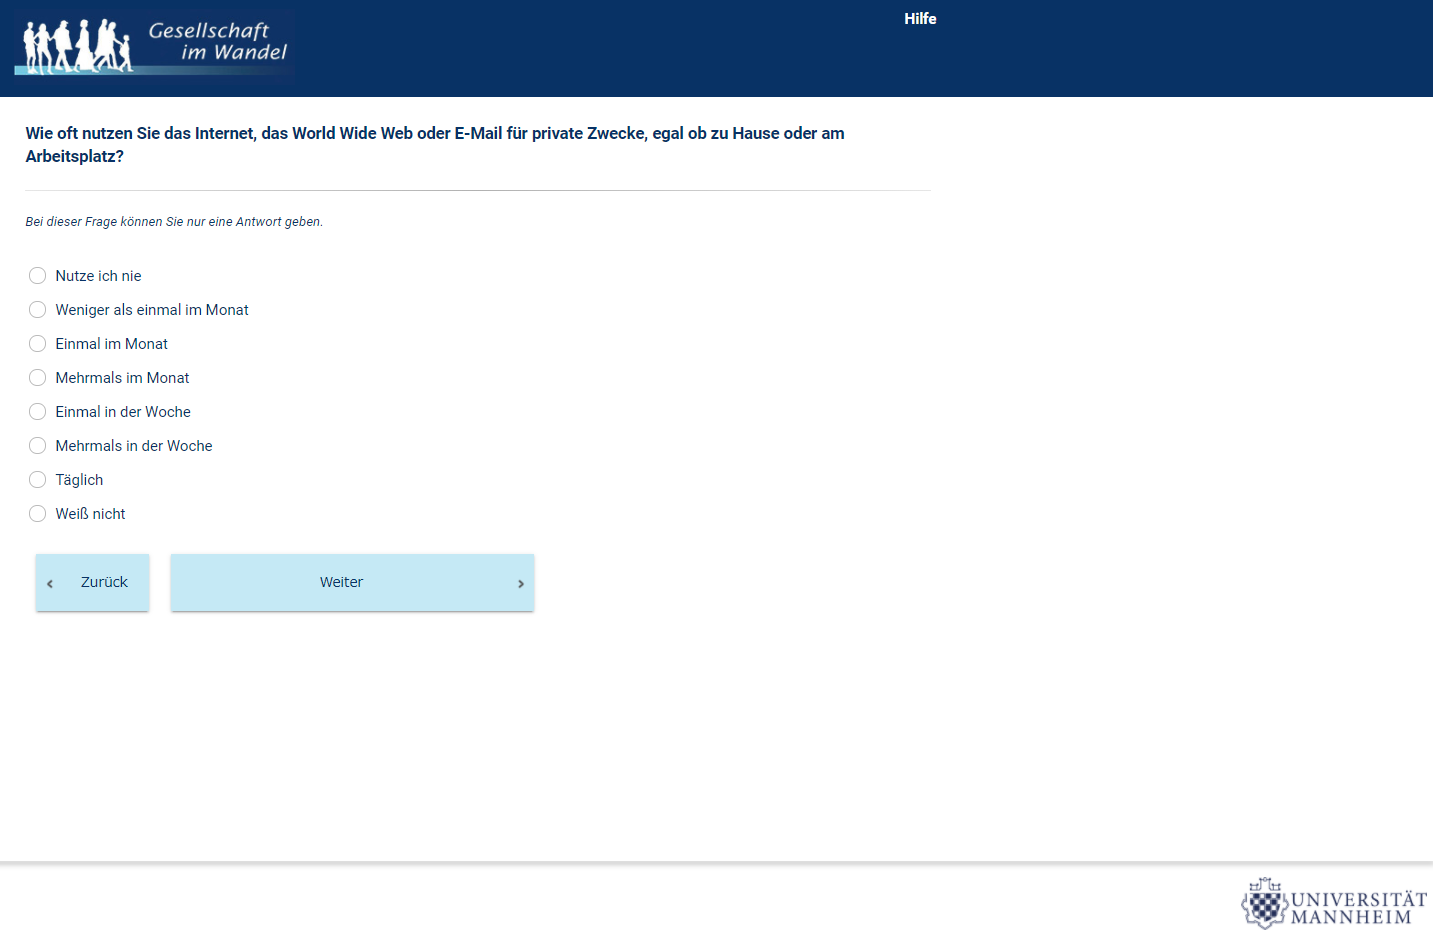 Gesellschaft
im Wandel
Hilfe
Wie oft nutzen Sie das Internet, das World Wide Web oder E-Mail für private Zwecke, egal ob zu Hause oder am
Arbeitsplatz?
Bei dieser Frage können Sie nur eine Antwort geben.
Nutze ich nie
Weniger als einmal im Monat
Einmal im Monat
Mehrmals im Monat
Einmal in der Woche
Mehrmals in der Woche
Täglich
Weiß nicht
Zurück
Weiter
UNIVERSITÄT
MANNHEIM